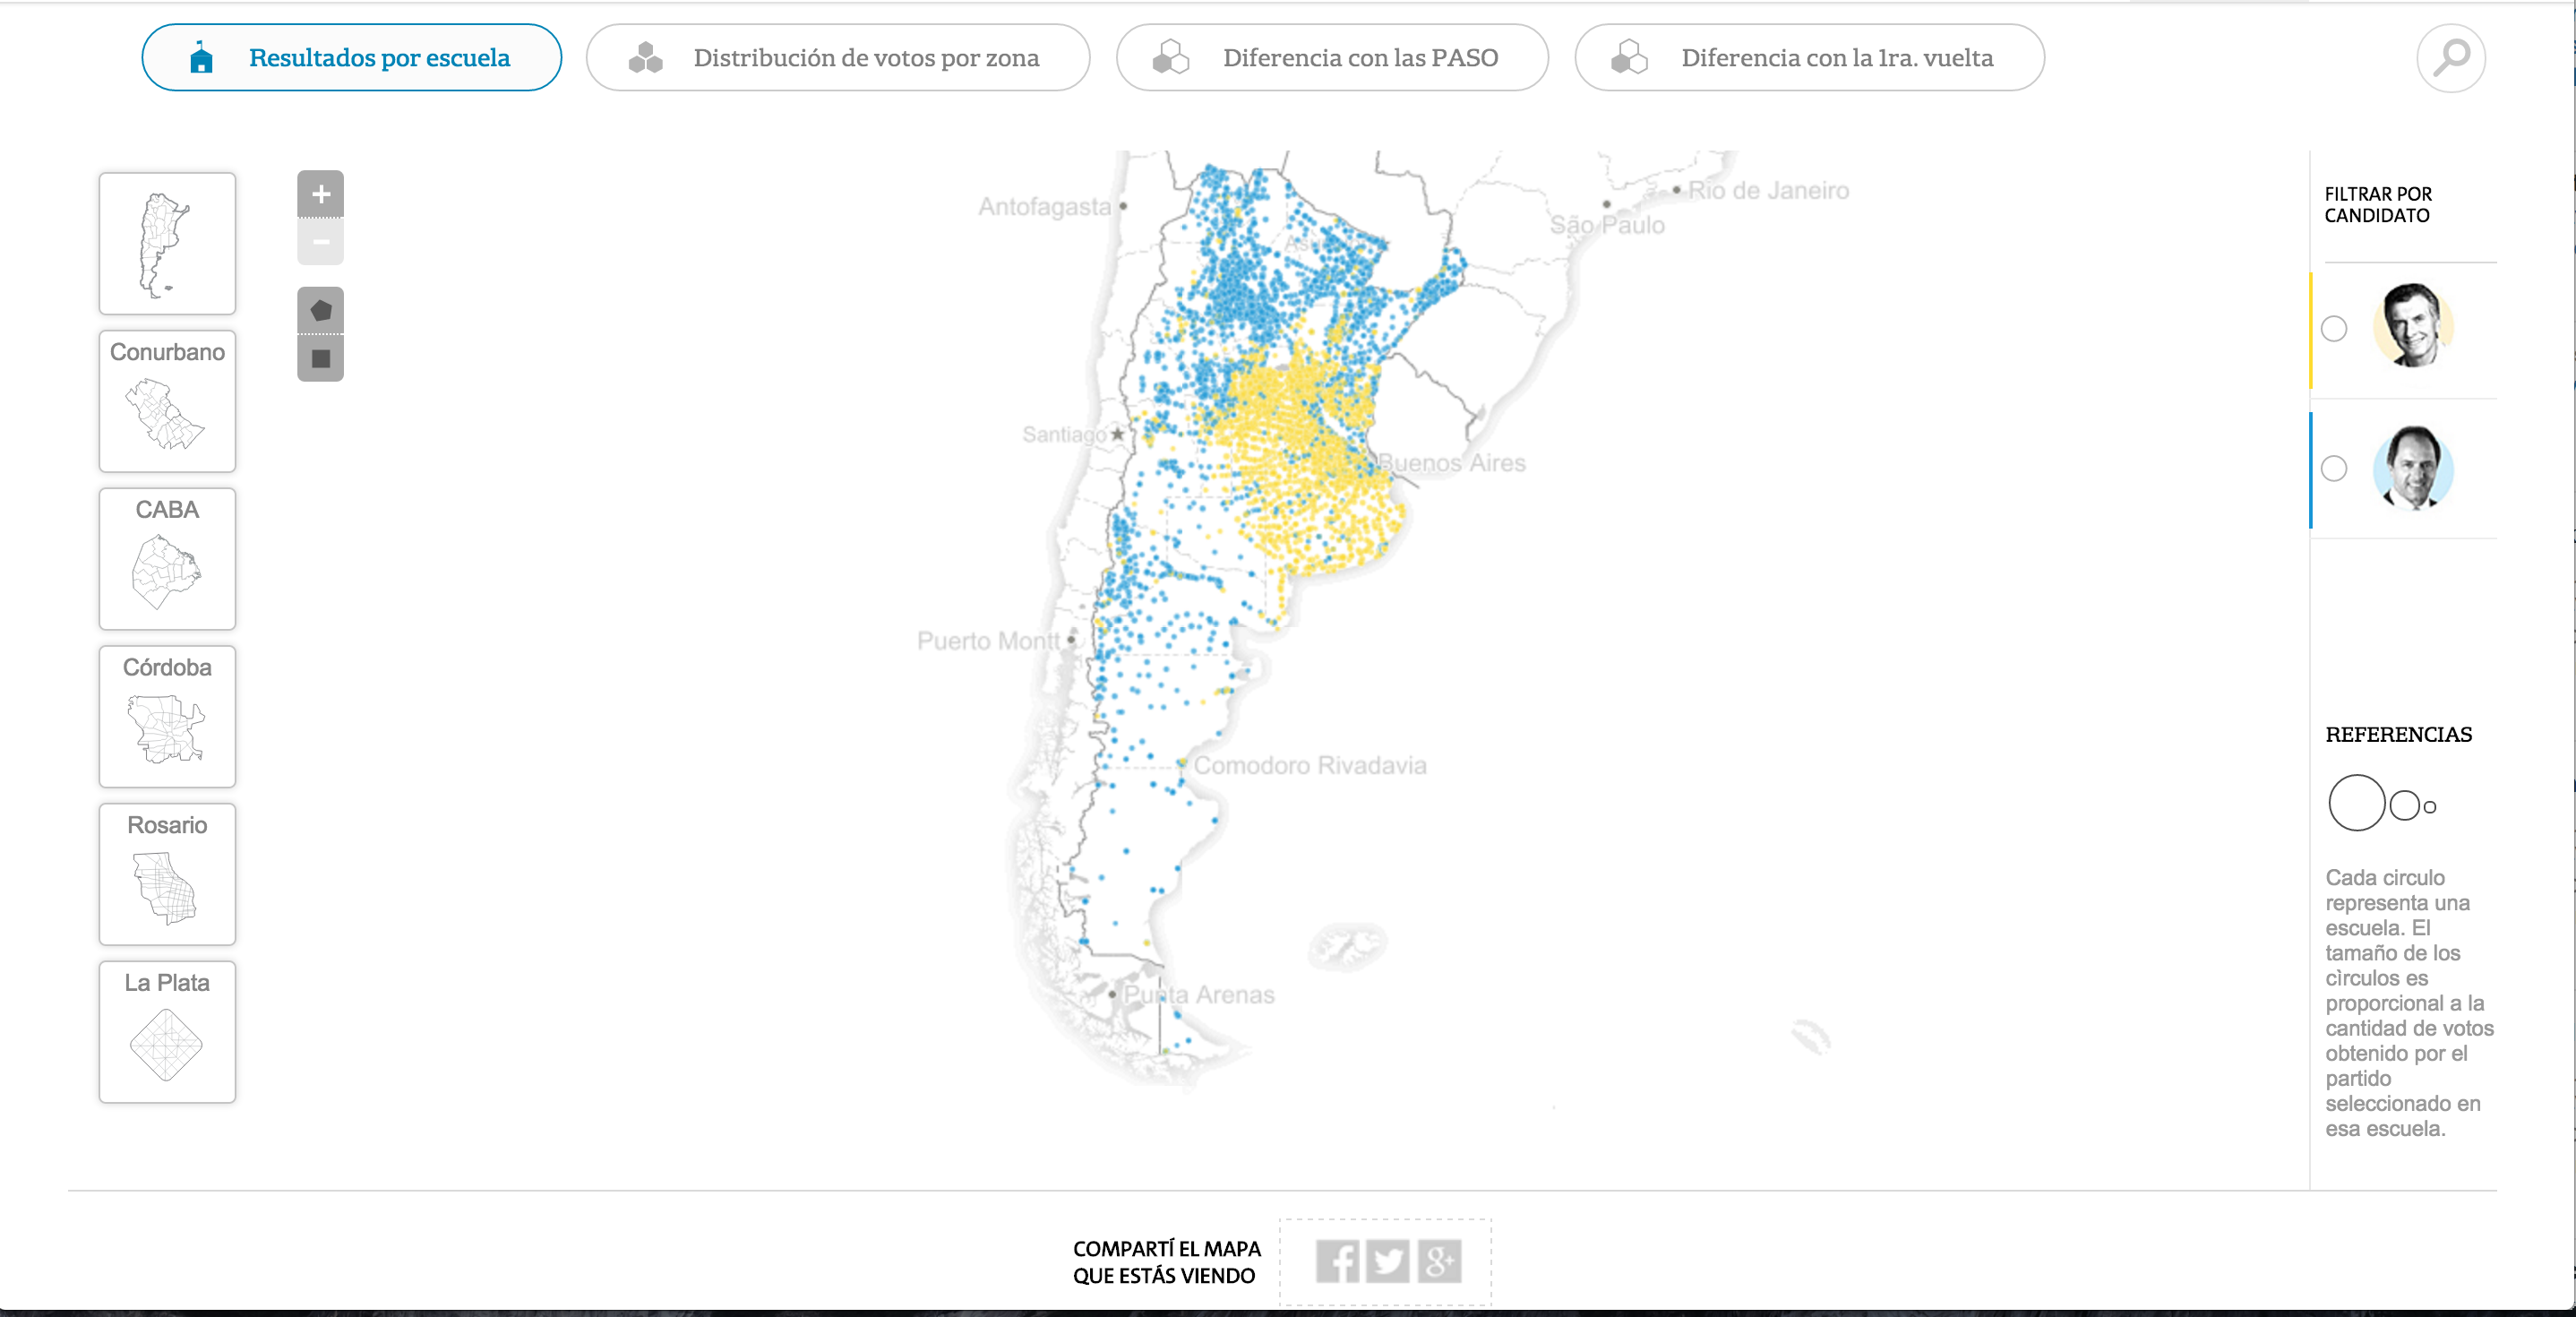 Resultados por escuela
Distribución de votos por zona
Diferencia con las PASO
Diferencia con la 1ra. vuelta
Conurbano
CABA
Córdoba
Rosario
La Plata
+
−
Antofagasta
Rio de Janeiro
São Paulo
Santiago
Buenos Aires
Puerto Montt
Comodoro Rivadavia
Punta Arenas
FILTRAR POR
CANDIDATO
REFERENCIAS
Cada circulo
representa una
escuela. El
tamaño de los
cìrculos es
proporcional a la
cantidad de votos
obtenido por el
partido
seleccionado en
esa escuela.
COMPARTÍ EL MAPA
QUE ESTÁS VIENDO
f
g+